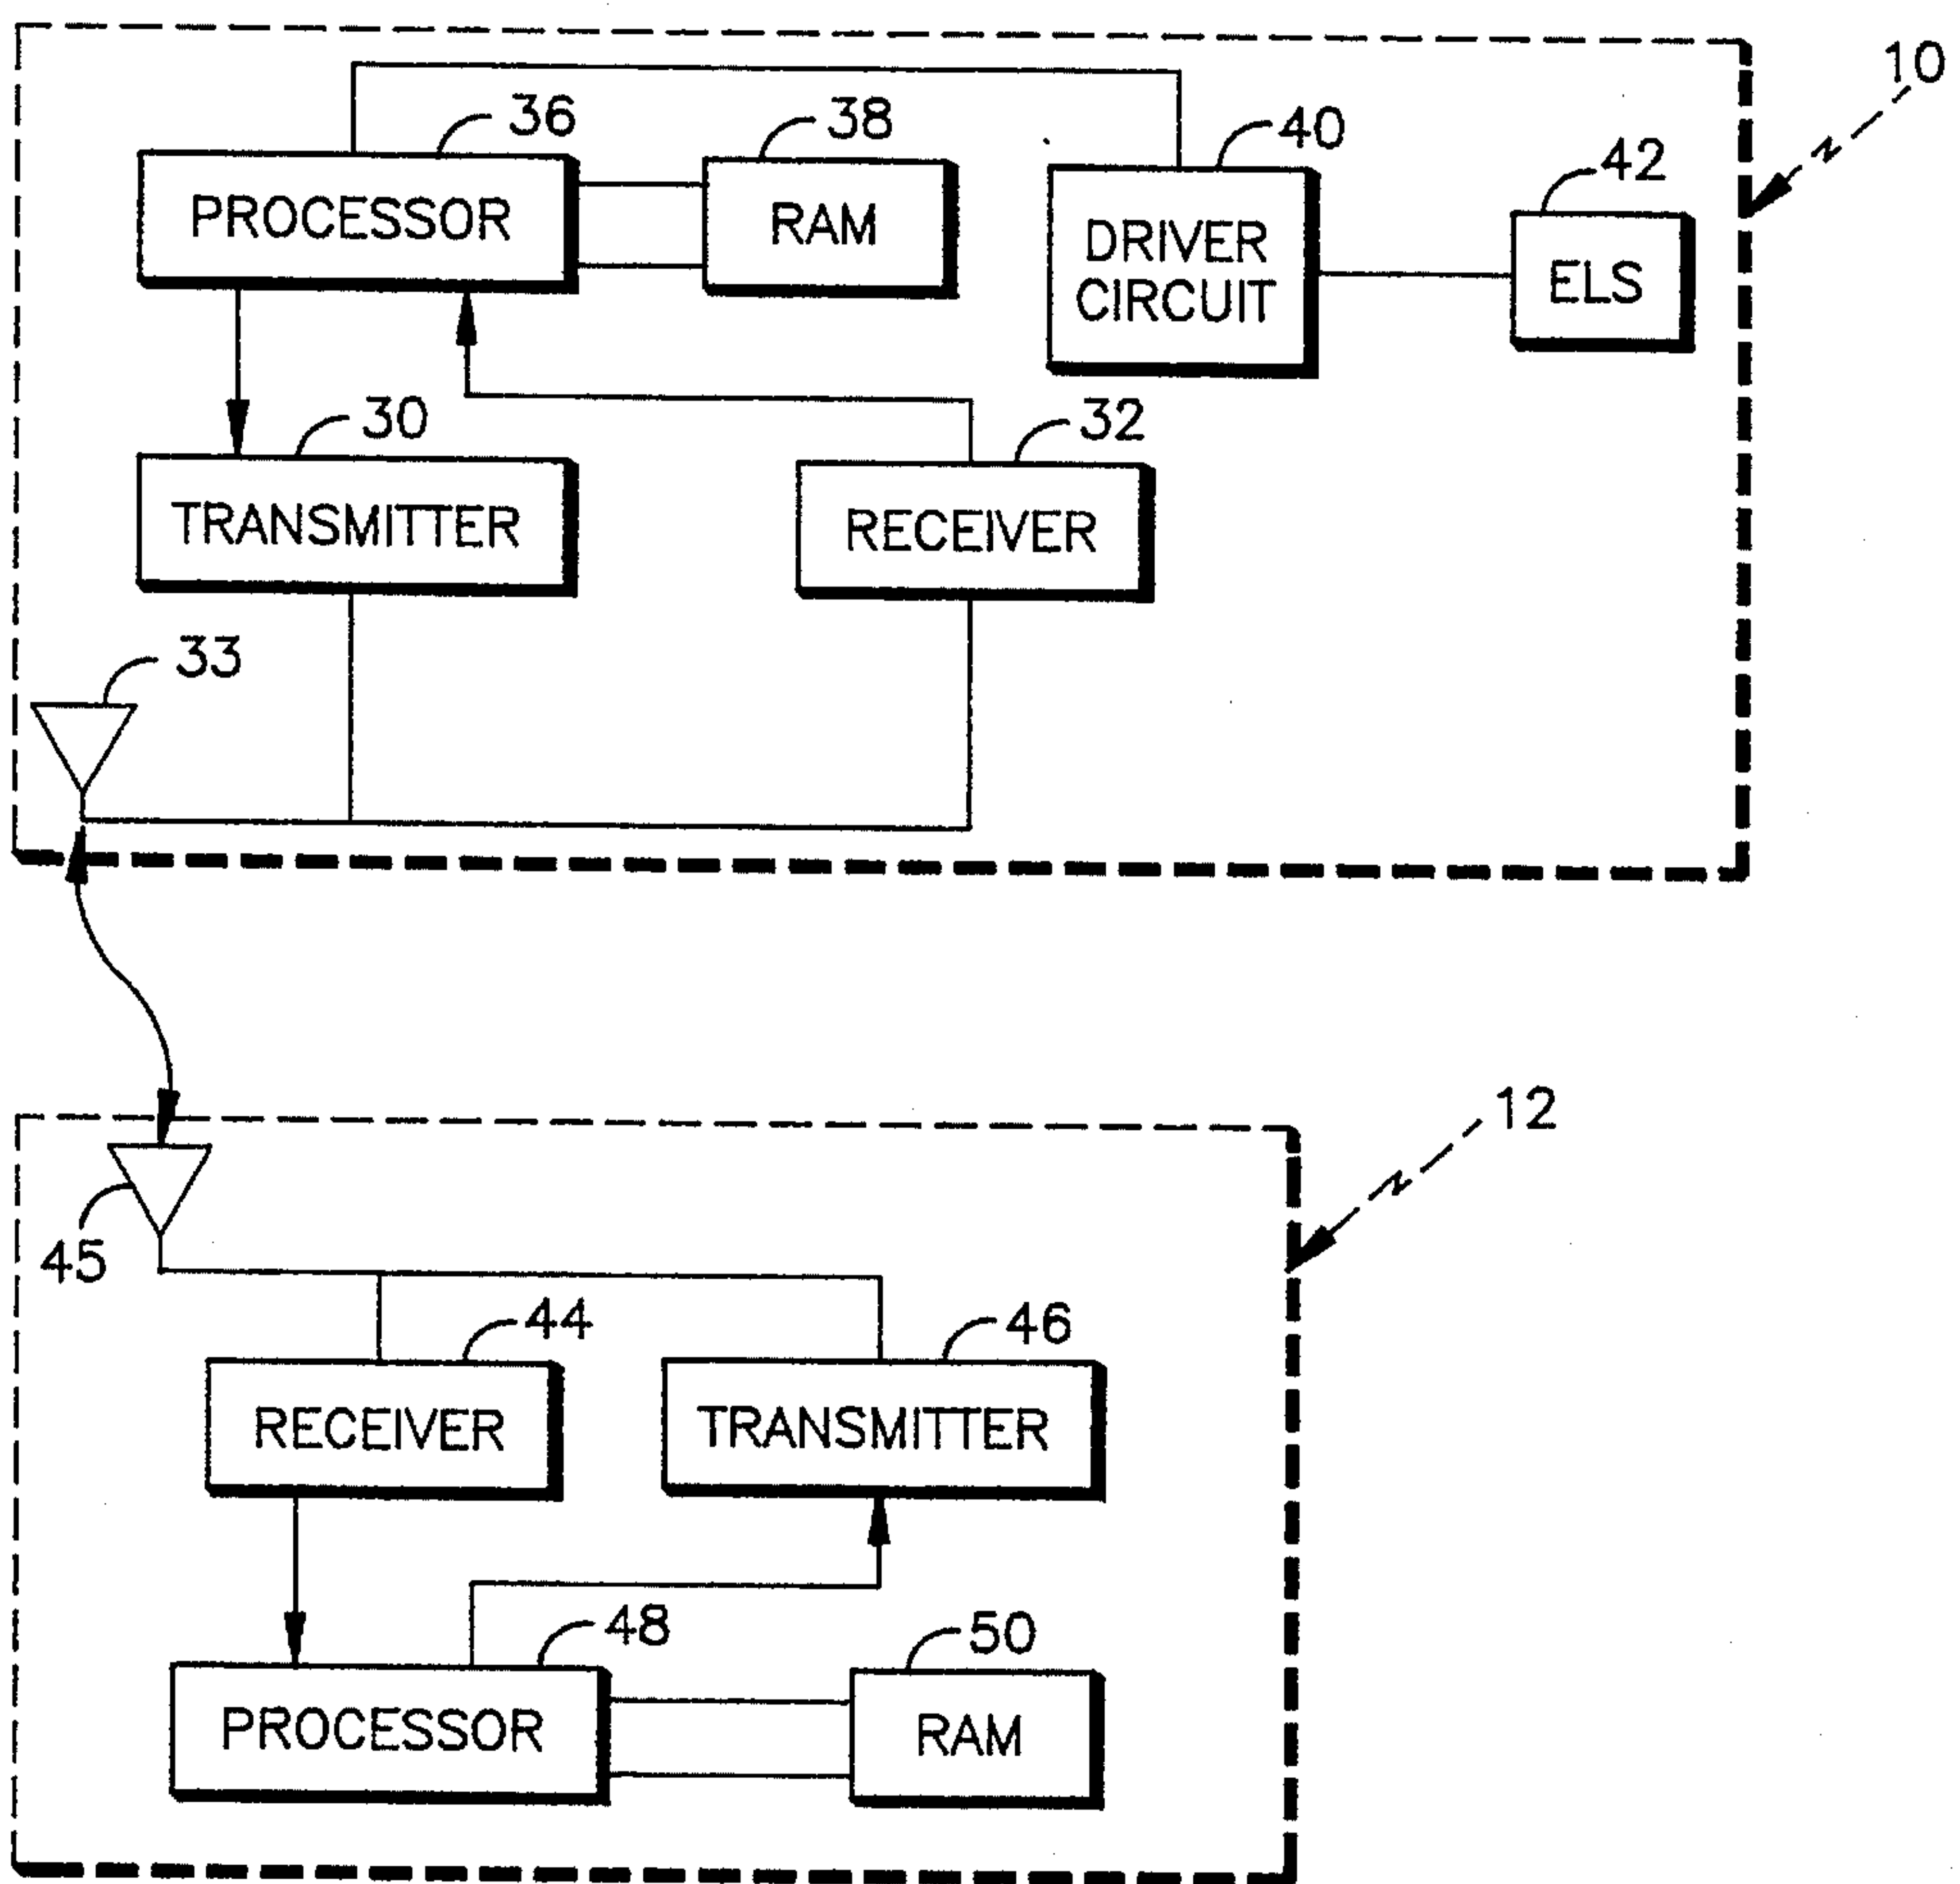 10
36
38
40
42
PROCESSOR
RAM
DRIVER
CIRCUIT
ELS
30
32
TRANSMITTER
RECEIVER
33
12
45
44
46
RECEIVER
TRANSMITTER
48
50
PROCESSOR
RAM